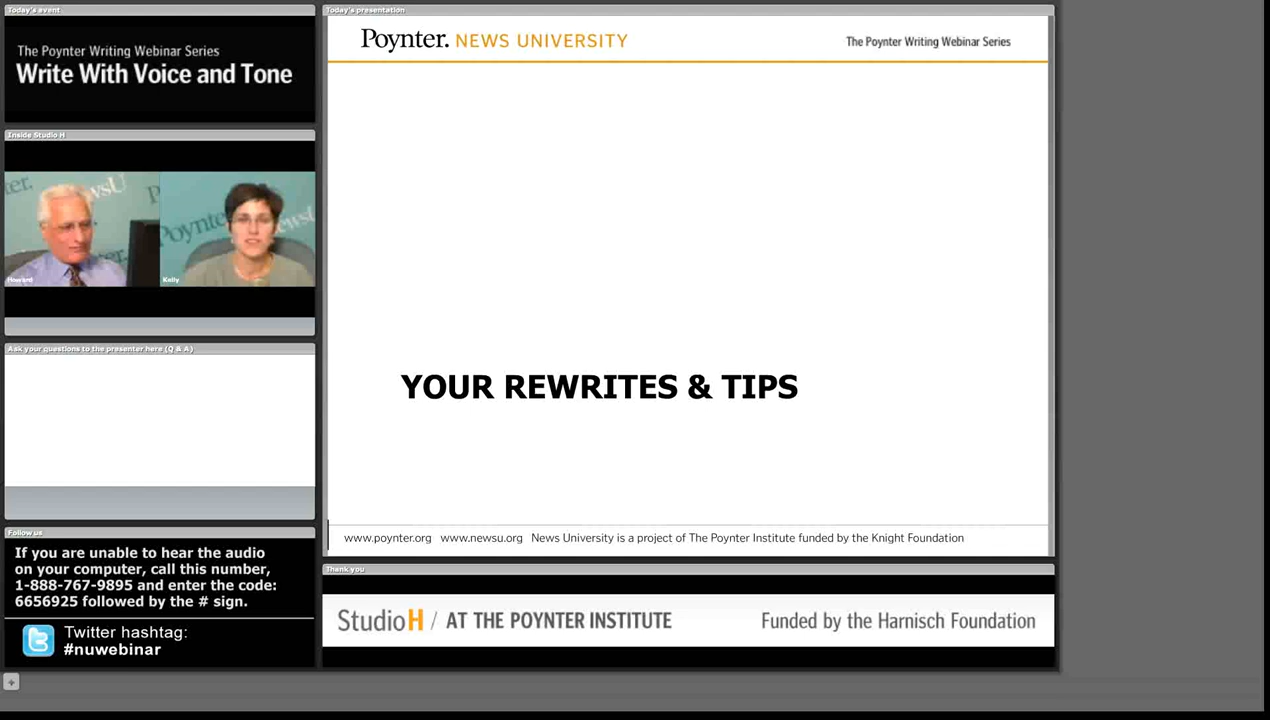 Today's event
The Poynter Writing Webinar Series
Write With Voice and Tone
Inside Studio H
Howard
Kelly
Ask your questions to the presenter here (Q & A)
Follow us
If you are unable to hear the audio
on your computer, call this number,
1-888-767-9895 and enter the code:
6656925 followed by the # sign.
Twitter hashtag:
#nuwebinar
Today's presentation
Poynter. NEWS UNIVERSITY
The Poynter Writing Webinar Series
YOUR REWRITES & TIPS
www.poynter.org www.newsu.org News University is a project of The Poynter Institute funded by the Knight Foundation
Thank you
StudioH / AT THE POYNTER INSTITUTE
Funded by the Harnisch Foundation